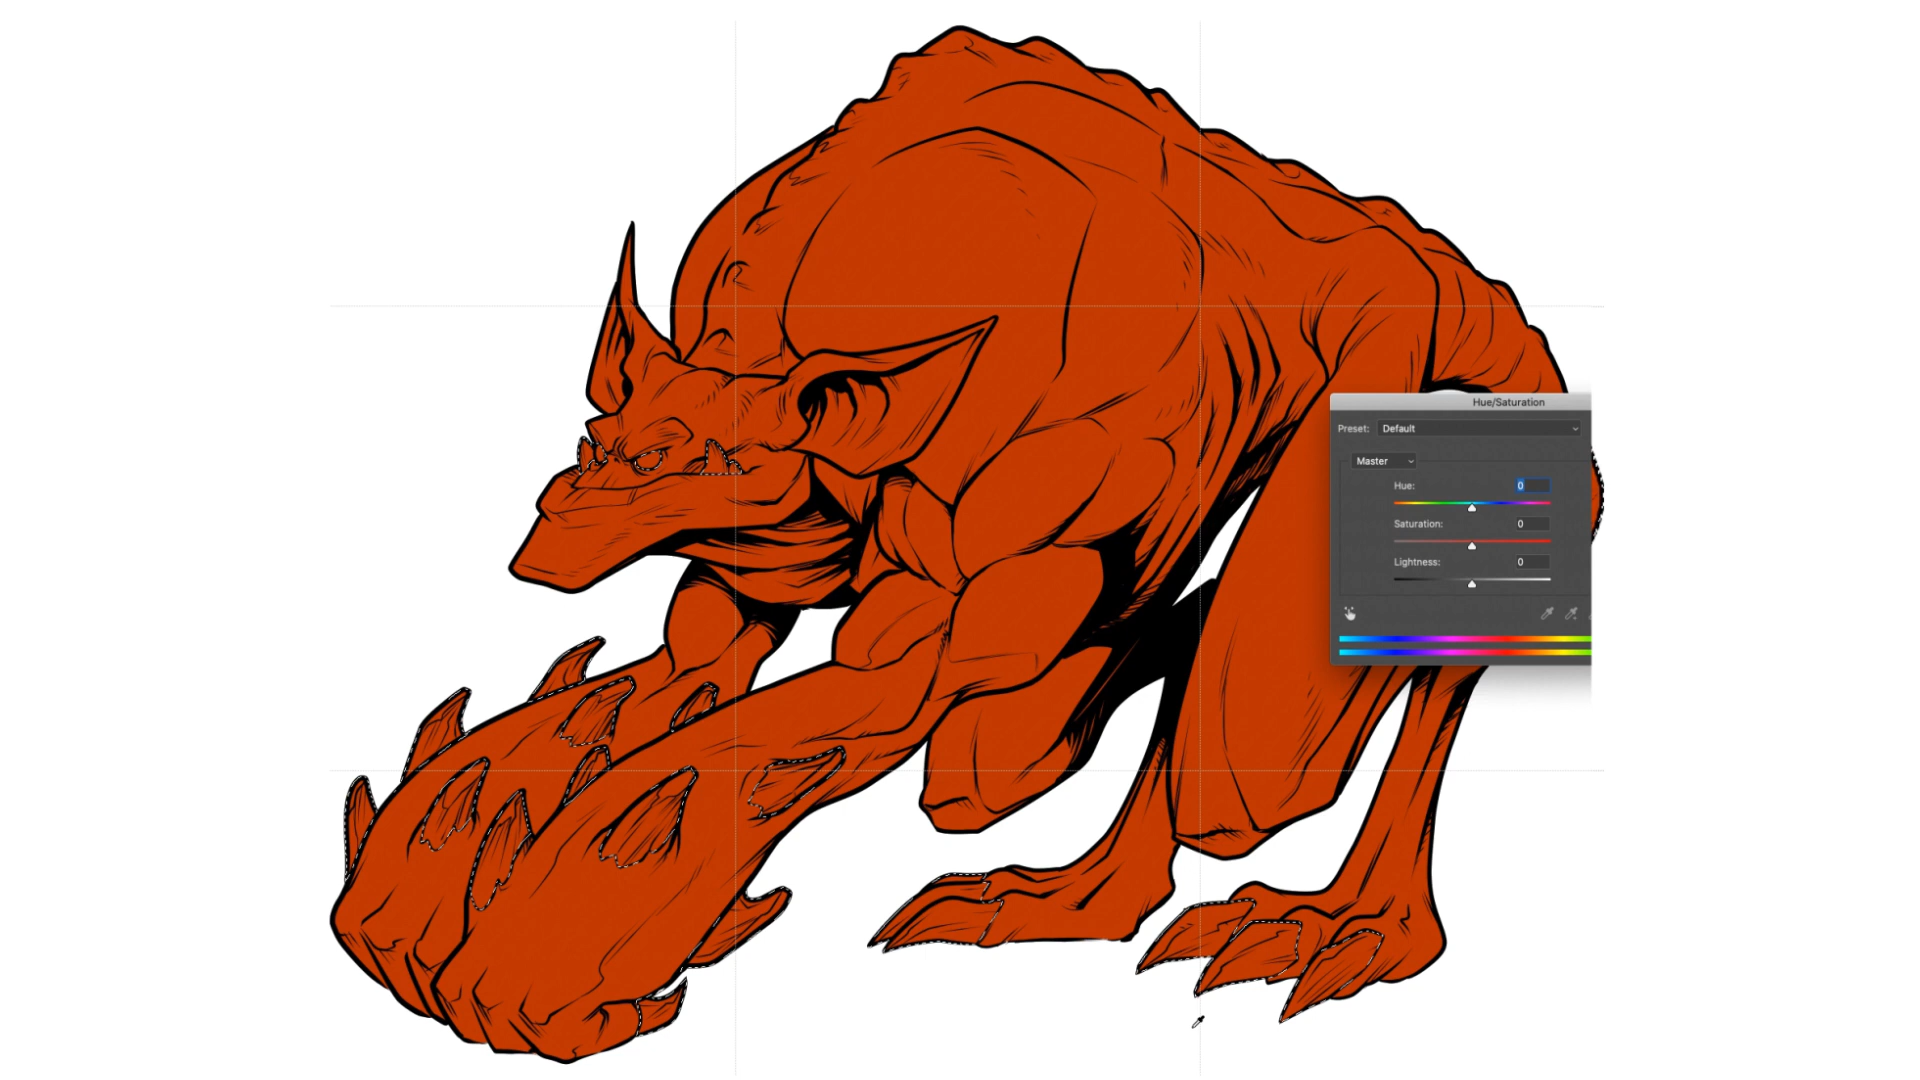 Hue/Saturation
Preset: Default
Master
Hue: 0
Saturation: 0
Lightness: 0